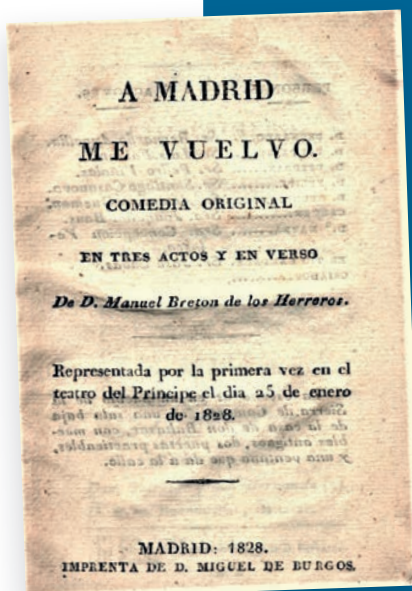 A MADRID
ME VUELVO.
COMEDIA ORIGINAL
EN TRES ACTOS Y EN VERSO
De D. Manuel Breton de los Herreros.
Representada por la primera vez en el
teatro del Príncipe el dia 25 de enero
de 1828.
MADRID: 1828.
IMPRENTA DE D. MIGUEL DE BURGOS.